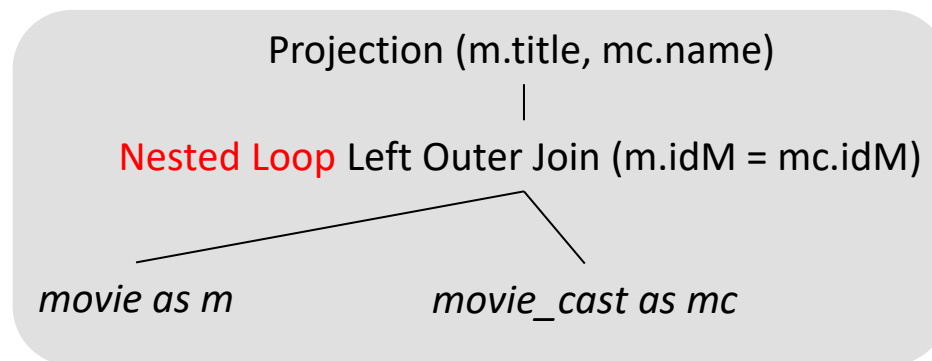 Projection (m.title, mc.name)
Nested Loop Left Outer Join (m.idM = mc.idM)
movie as m movie_cast as mc